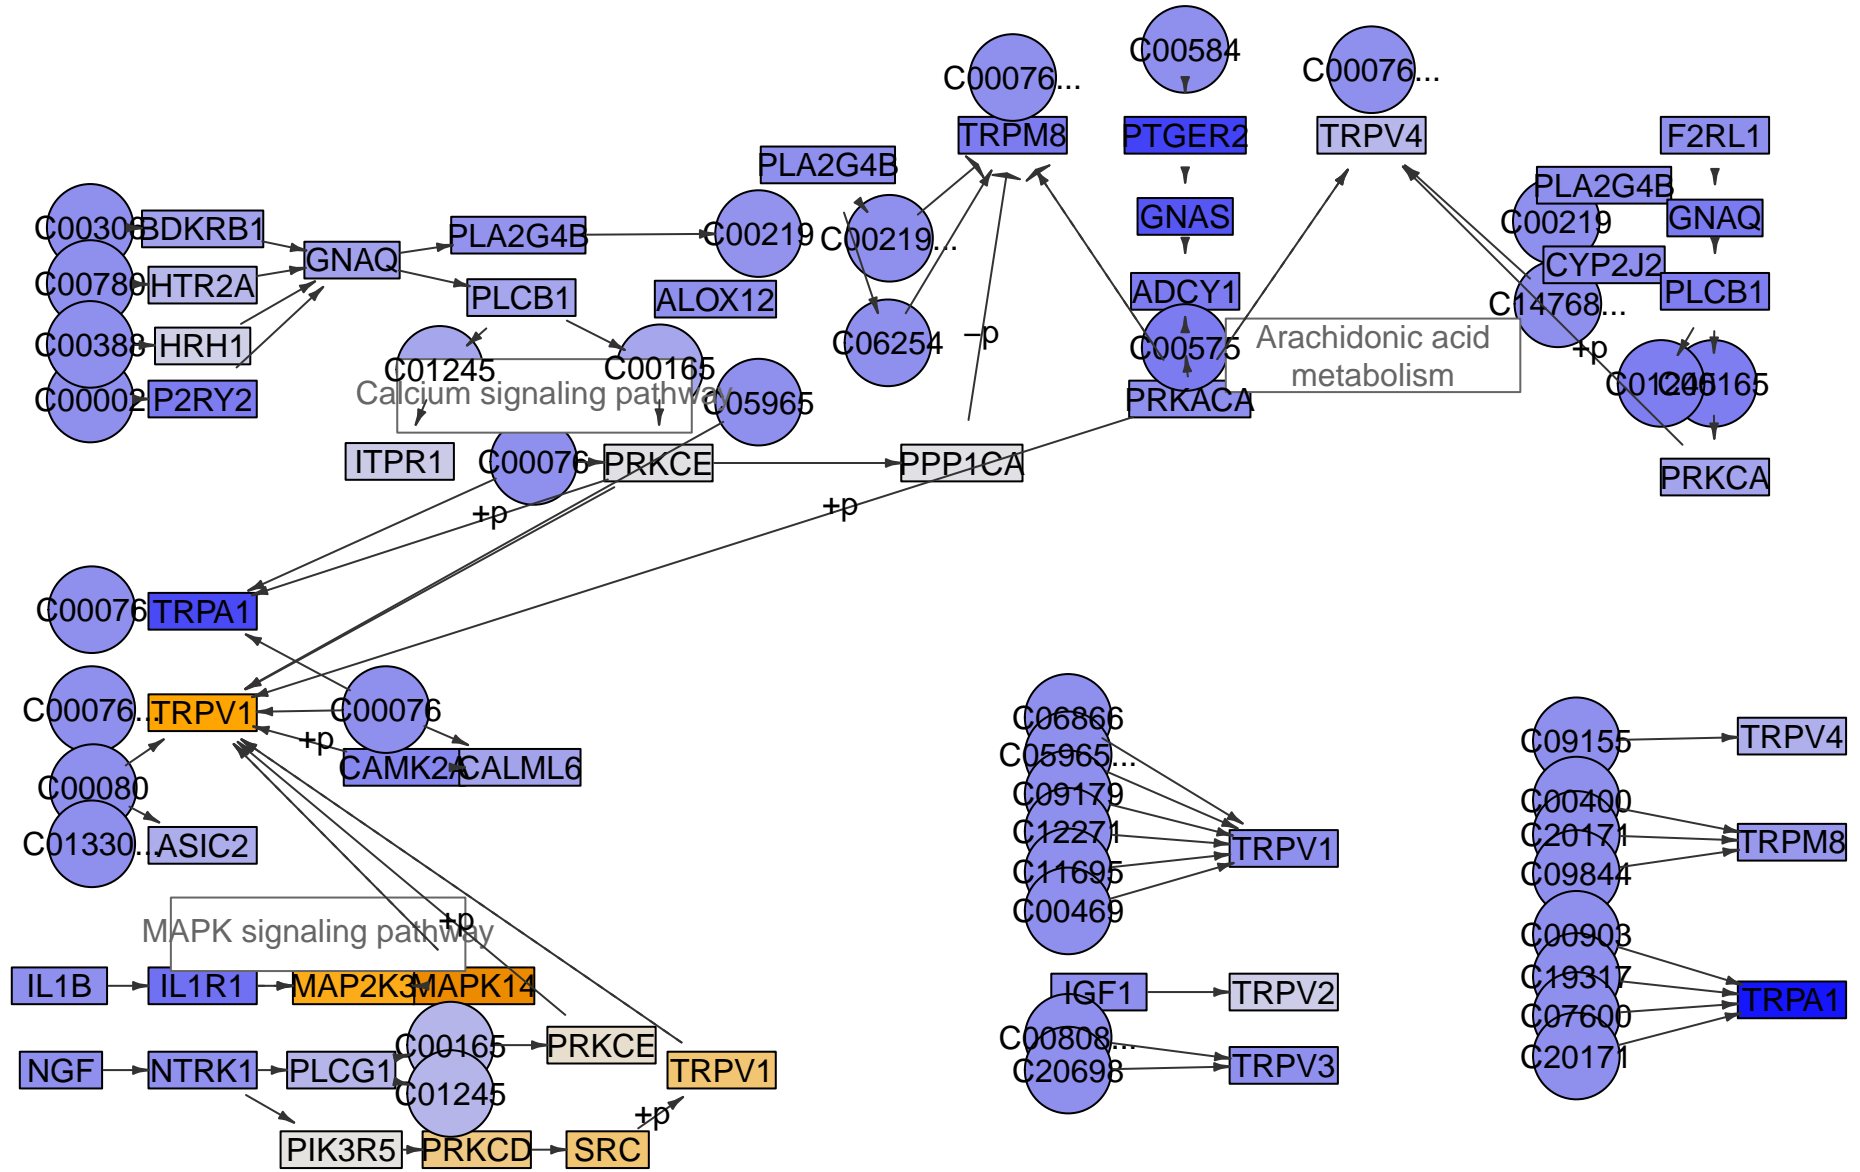 C00584
C00076...
C00076...
TRPM8
PTGER2
TRPV4
F2RL1
PLA2G4B
PLA2G4B
C00219
GNAS
GNAQ
BDKRB1
PLA2G4B
C00219
C00219...
GNAQ
CYP2J2
C00780
HTR2A
PLCB1
ALOX12
ADCY1
PLCB1
C14768...
C00388
HRH1
C06254
–p
C00575
Arachidonic acid
metabolism
+p
C01245
C00165
Calcium signaling pathway
C00002
P2RY2
C05965
PRKACA
C01245
C00165
ITPR1
C00076
PRKCE
PPP1CA
PRKCA
+p
+p
C00076
TRPA1
C00076...
TRPV1
C00076
+p
CAMK2A
CALML6
C00080
C01330...
ASIC2
C06866
C05965...
C09179
C12271
C11695
C00469
TRPV1
C09155
TRPV4
C00400
C20171
C09844
TRPM8
+p
MAPK signaling pathway
IL1B
IL1R1
MAP2K3
MAPK14
IGF1
TRPV2
C00903
C19317
C07600
C20171
TRPA1
C00165
PRKCE
C00808...
C20698
TRPV3
NGF
NTRK1
PLCG1
C01245
TRPV1
+p
PIK3R5
PRKCD
SRC